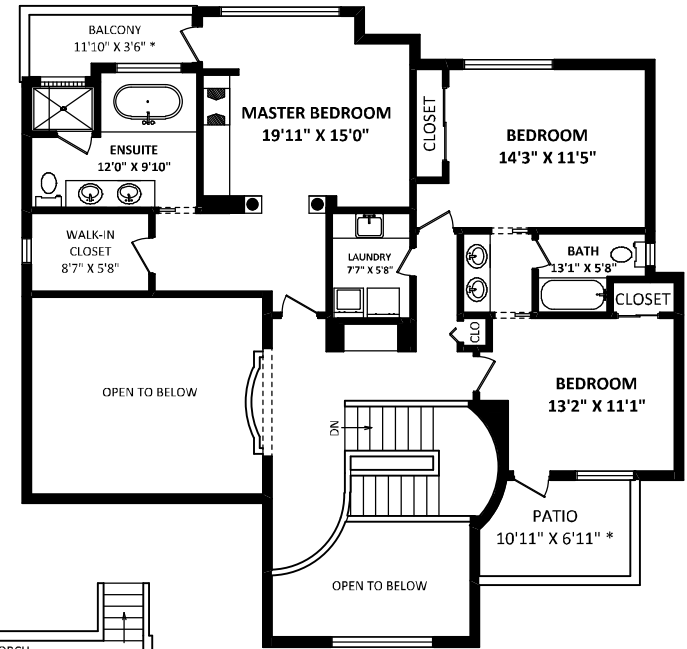 BALCONY
11'10" X 3'6" *
MASTER BEDROOM
19'11" X 15'0"
CLOSET
BEDROOM
14'3" X 11'5"
ENSUITE
12'0" X 9'10"
WALK-IN
CLOSET
8'7" X 5'8"
LAUNDRY
7'7" X 5'8"
BATH
13'1" X 5'8"
CLOSET
CLO
OPEN TO BELOW
BEDROOM
13'2" X 11'1"
DN
PATIO
10'11" X 6'11" *
OPEN TO BELOW